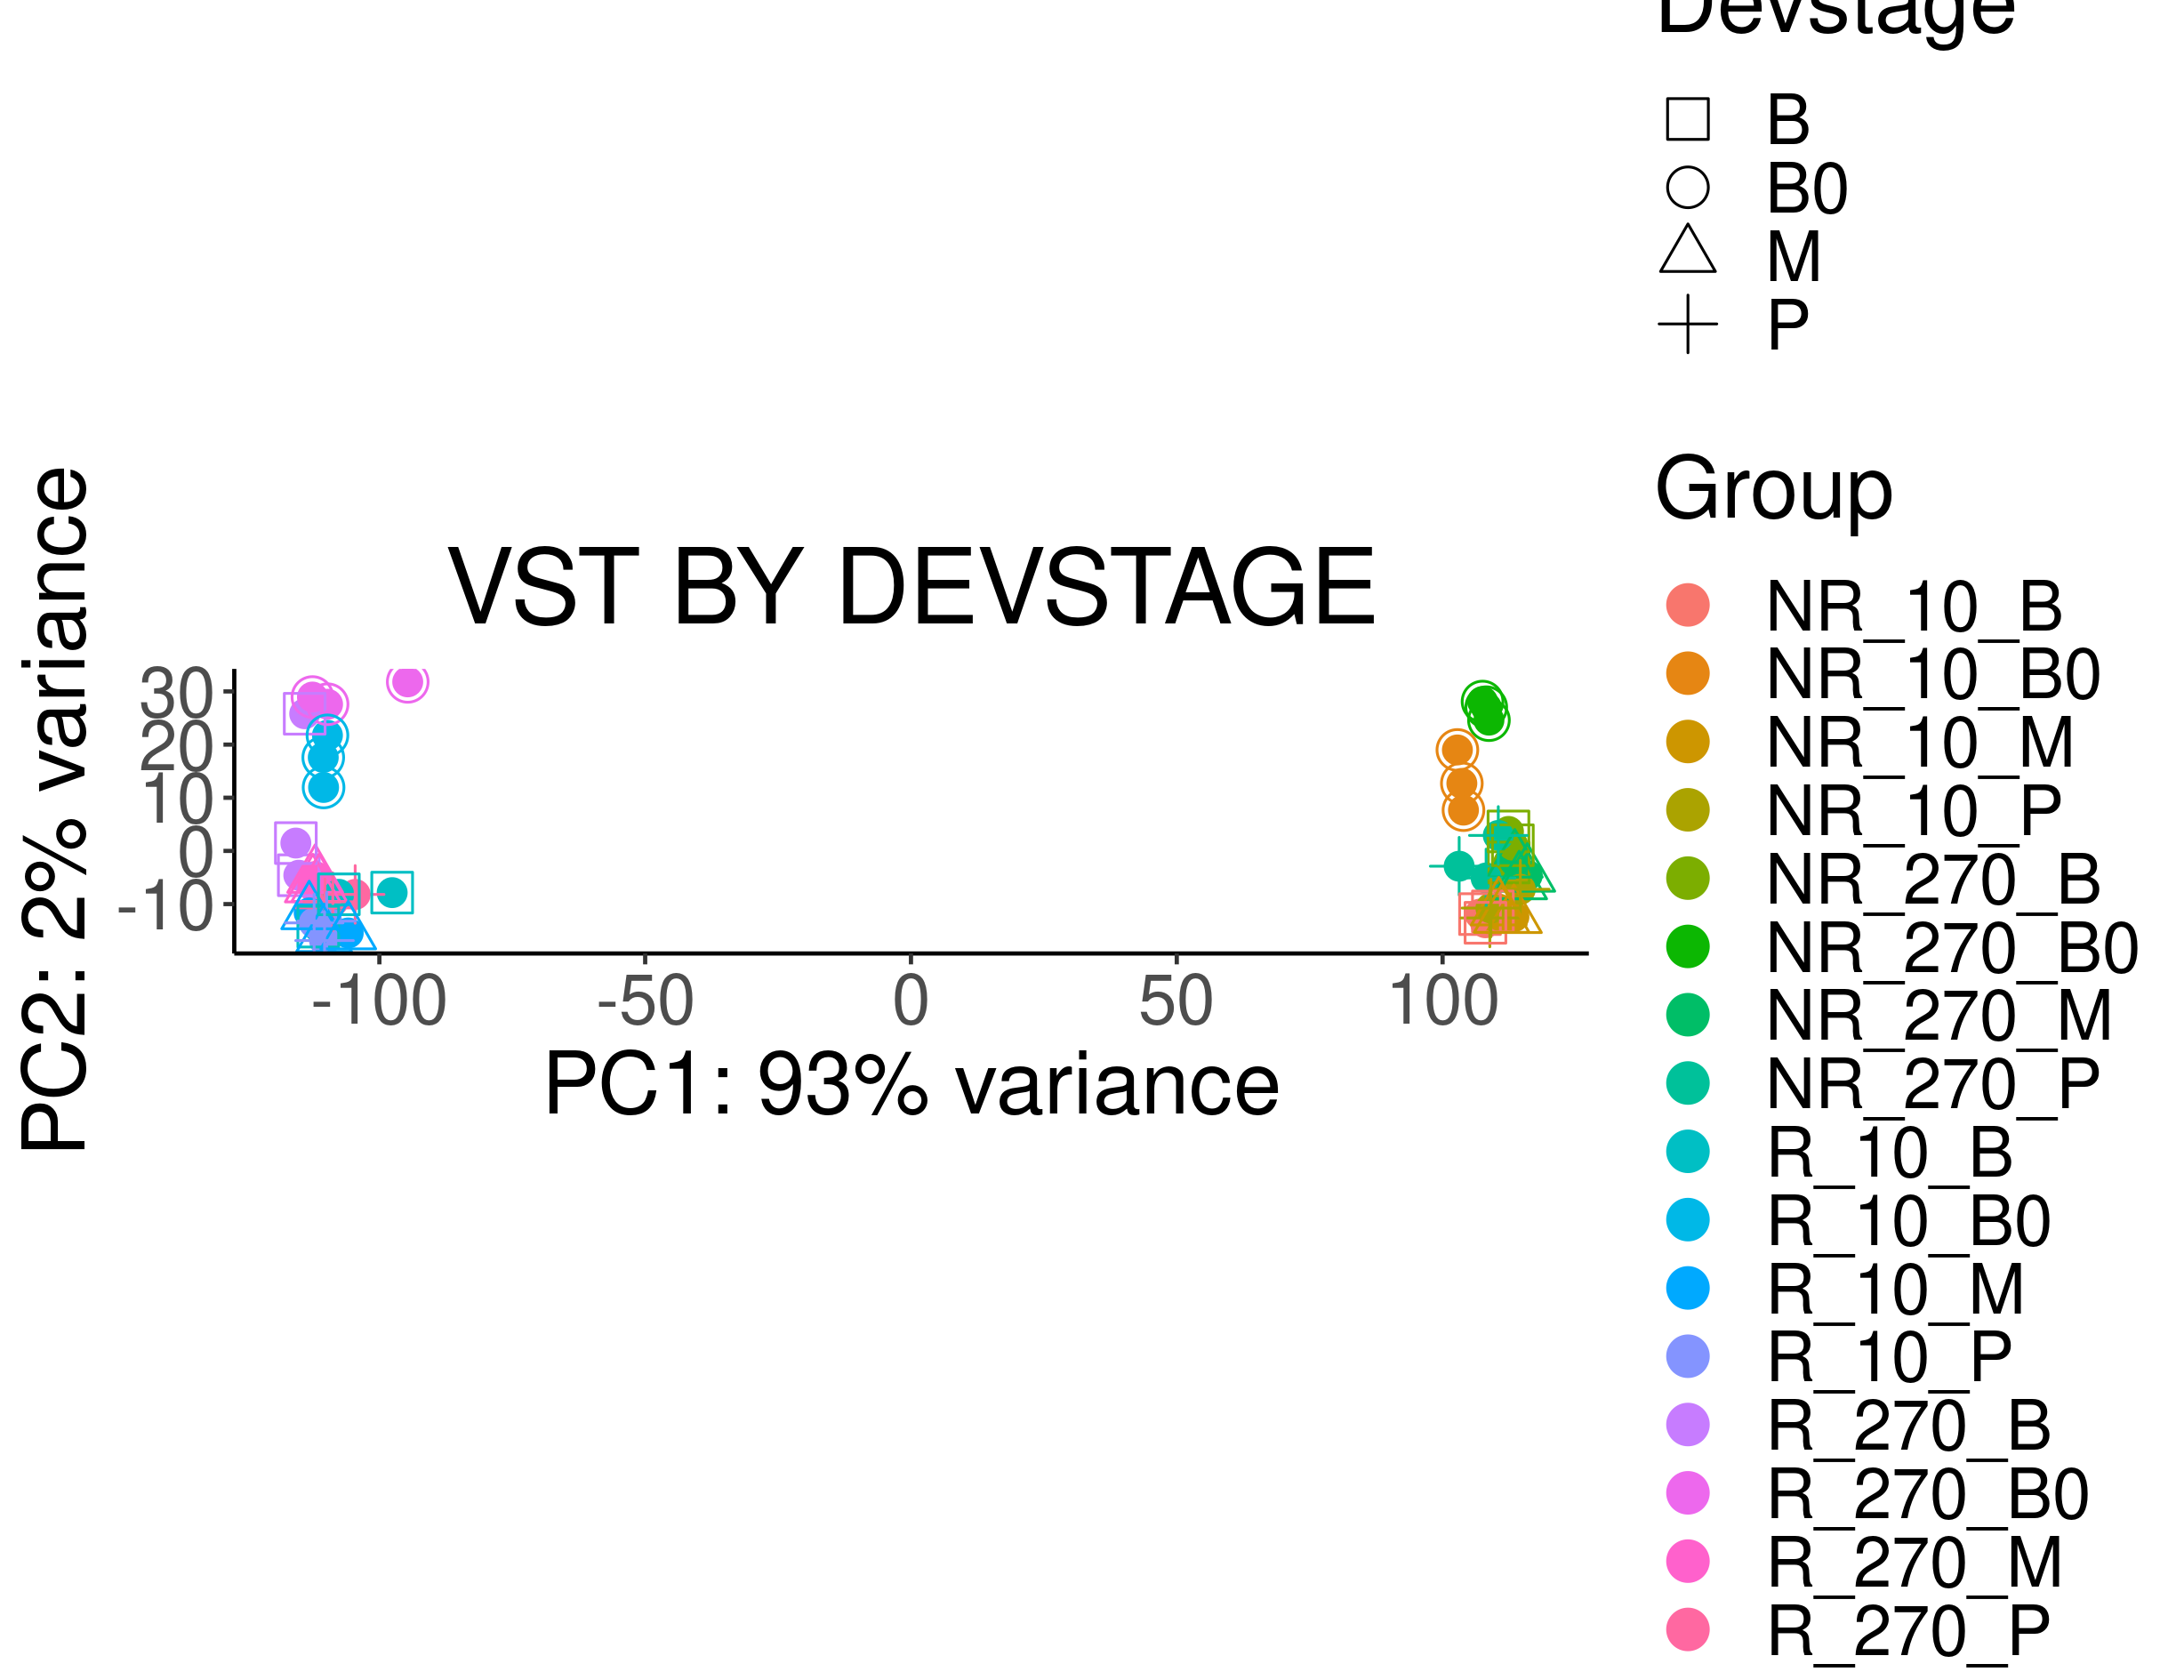 Devstage
B
B0
M
P
Group
NR_10_B
NR_10_B0
NR_10_M
NR_10_P
NR_270_B
NR_270_B0
NR_270_M
NR_270_P
R_10_B
R_10_B0
R_10_M
R_10_P
R_270_B
R_270_B0
R_270_M
R_270_P
VST BY DEVSTAGE
PC2: 2% variance
30
20
10
0
-10
-100 -50 0 50 100
PC1: 93% variance